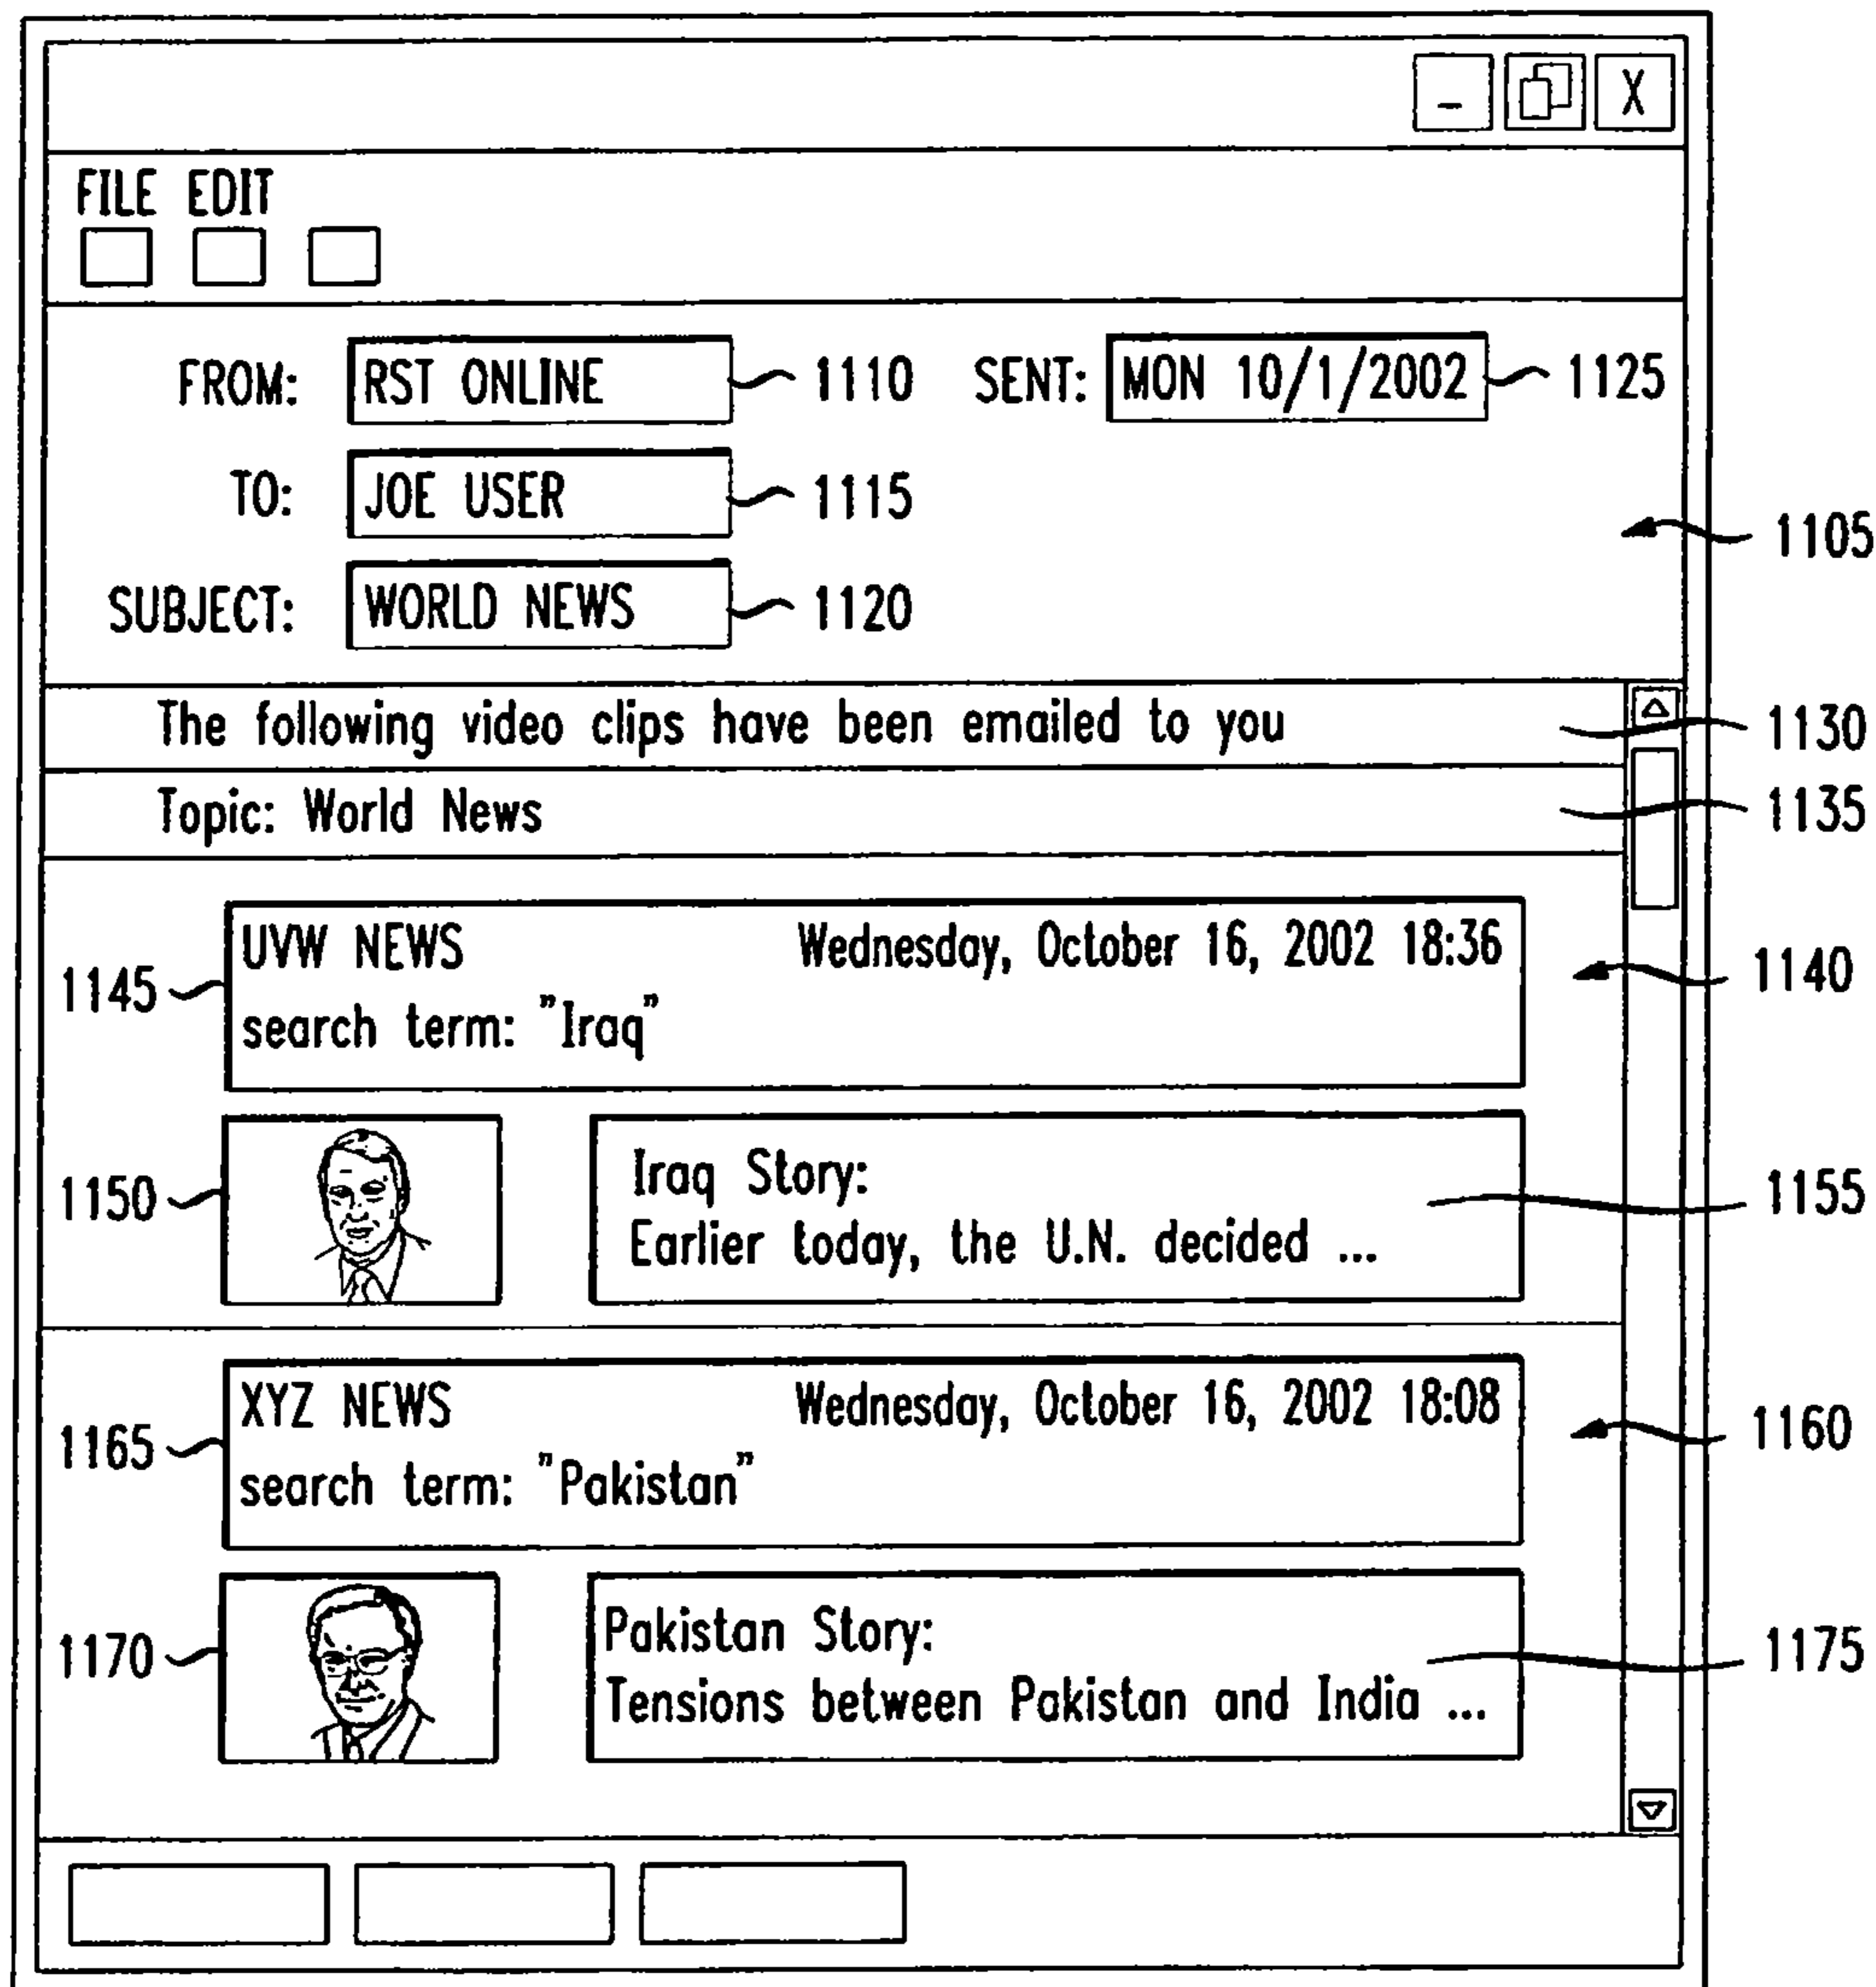 X
FILE EDIT
FROM: RST ONLINE 1110 SENT: MON 10/1/2002 1125
TO: JOE USER 1115
1105
SUBJECT: WORLD NEWS 1120
The following video clips have been emailed to you 1130
Topic: World News 1135
UVW NEWS Wednesday, October 16, 2002 18:36
1145 1140
search term: "Iraq"
Iraq Story:
1150 1155
Earlier today, the U.N. decided ...
XYZ NEWS Wednesday, October 16, 2002 18:08
1165 1160
search term: "Pakistan"
Pakistan Story:
1170 1175
Tensions between Pakistan and India ...